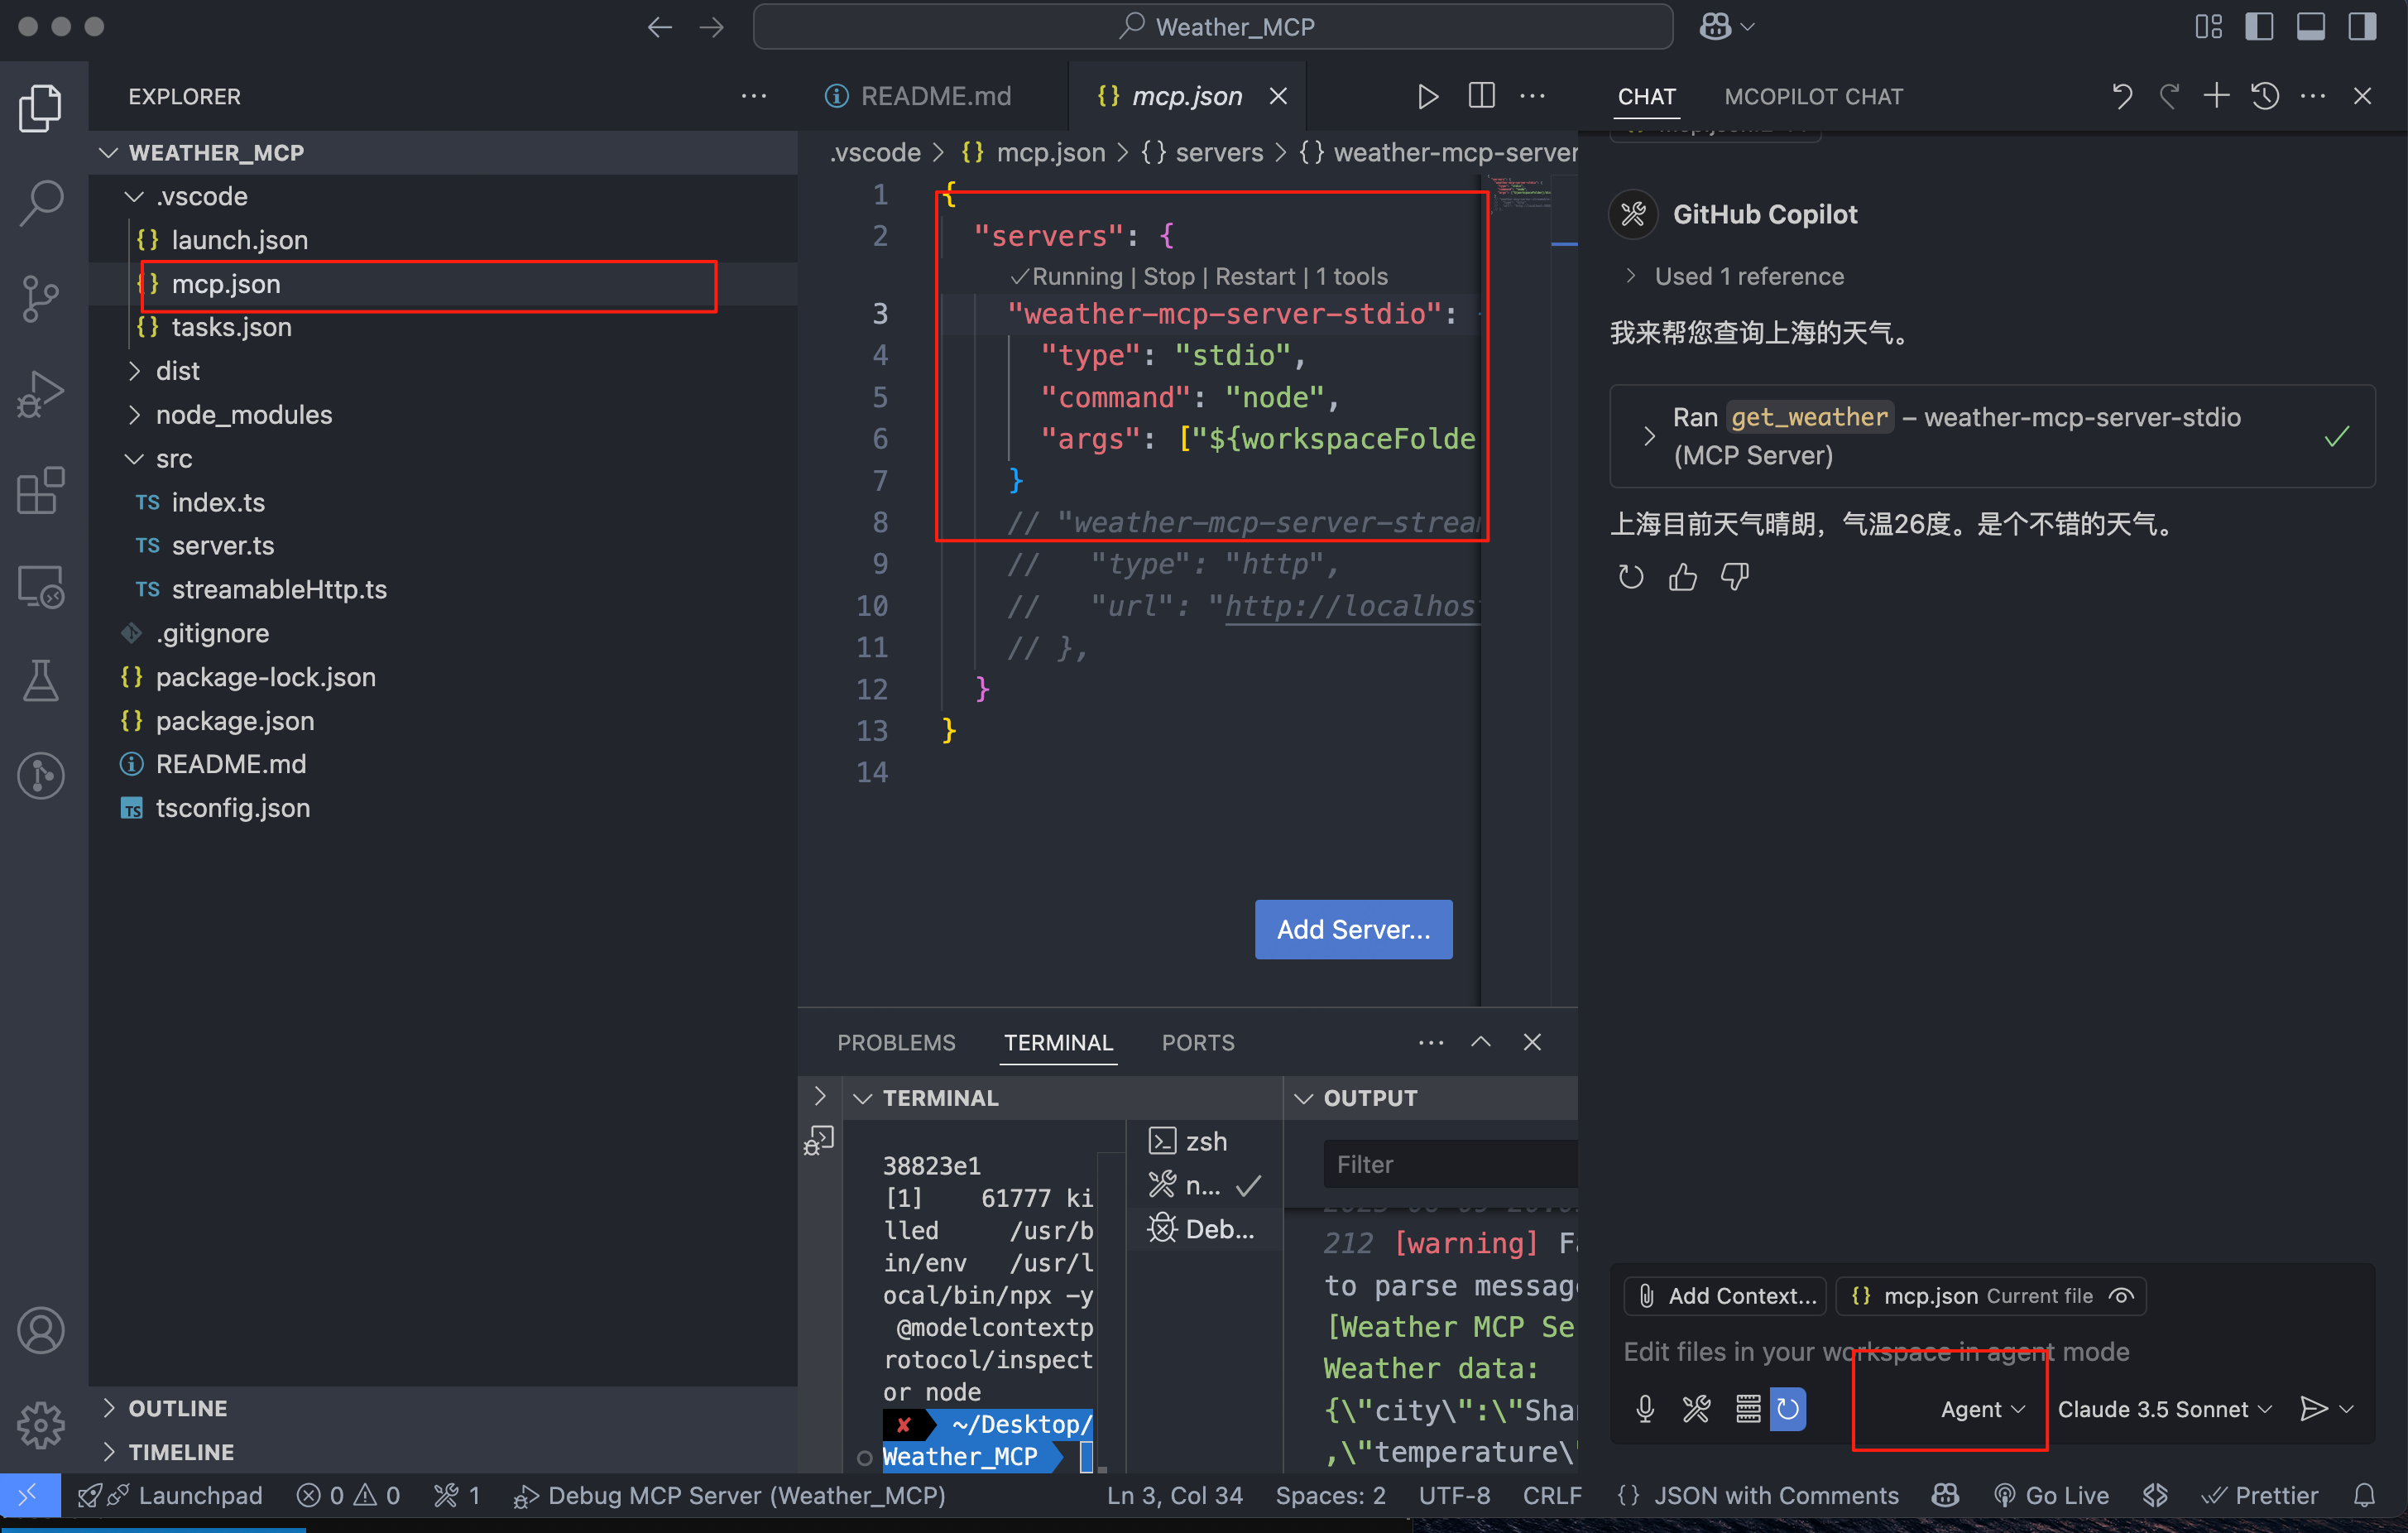 Weather_MCP
EXPLORER
WEATHER_MCP
.vscode
launch.json
mcp.json
tasks.json
dist
node_modules
src
TS index.ts
TS server.ts
TS streamableHttp.ts
.gitignore
package-lock.json
package.json
README.md
TS tsconfig.json
OUTLINE
TIMELINE
README.md
{} mcp.json
.vscode > {} mcp.json > {} servers > {} weather-mcp-server
1 {
2 "servers": {
✓Running | Stop | Restart | 1 tools
3 "weather-mcp-server-stdio":
4 "type": "stdio",
5 "command": "node",
6 "args": ["${workspaceFolde
7 }
8 // "weather-mcp-server-strea
9 // "type": "http",
10 // "url": "http://localhos
11 // },
12 }
13 }
14
Add Server...
PROBLEMS TERMINAL PORTS
TERMINAL
38823e1
[1] 61777 ki
lled /usr/b
in/env /usr/l
ocal/bin/npx -y
@modelcontextp
rotocol/inspect
or node
✘ ~/Desktop/
Weather_MCP
zsh
n... ✓
Deb...
OUTPUT
Filter
212 [warning]
to parse messag
[Weather MCP Se
Weather data:
{\"city\":\"Sha
,\"temperature\
CHAT
MCOPILOT CHAT
GitHub Copilot
> Used 1 reference
我来帮您查询上海的天气。
Ran get_weather – weather-mcp-server-stdio
(MCP Server)
上海目前天气晴朗，气温26度。是个不错的天气。
Add Context...
{} mcp.json Current file
Edit files in your workspace in agent mode
Agent
Claude 3.5 Sonnet
Launchpad
0
0
1
Debug MCP Server (Weather_MCP)
Ln 3, Col 34
Spaces: 2
UTF-8
CRLF
{} JSON with Comments
Go Live
Prettier